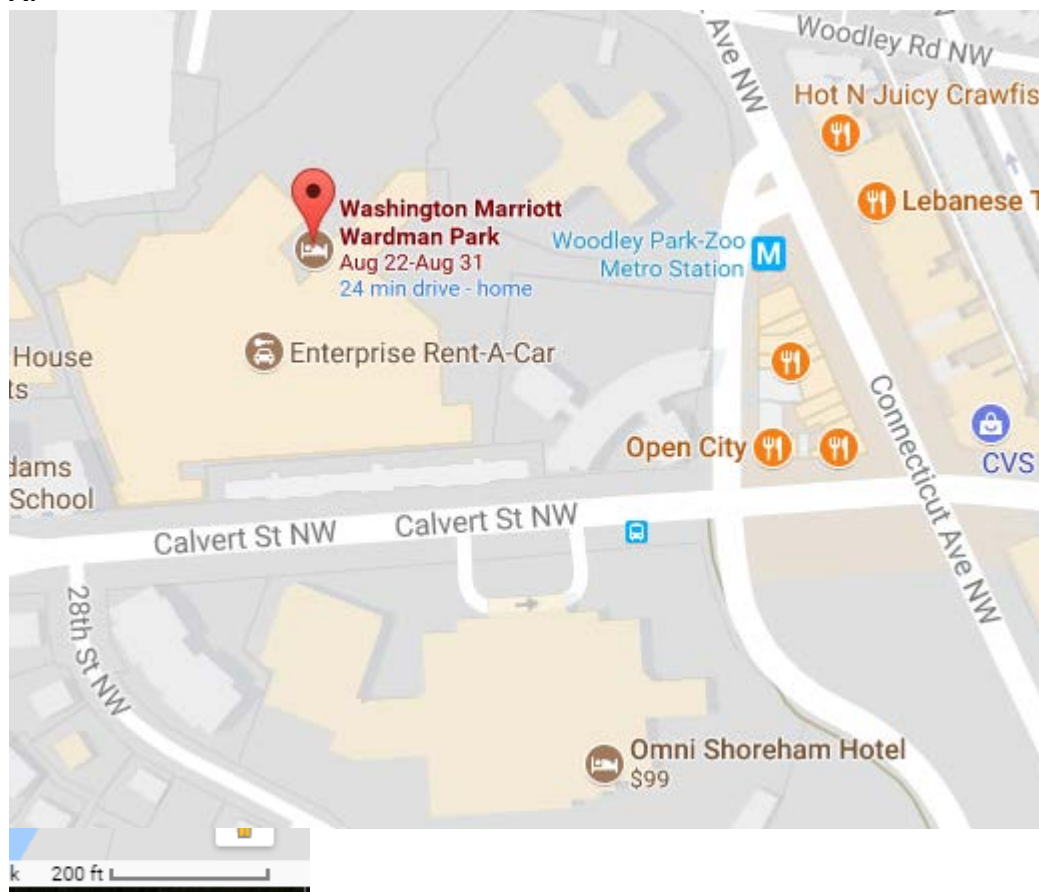 Woodley Rd NW
Ave NW
Hot N Juicy Crawfis
Lebanese T
Washington Marriott
Wardman Park
Aug 22-Aug 31
24 min drive - home
Woodley Park-Zoo
Metro Station
M
Enterprise Rent-A-Car
House
ts
Connecticut Ave NW
Open City
CVS
dams
School
Calvert St NW
Calvert St NW
28th St NW
Omni Shoreham Hotel
$99
k
200 ft